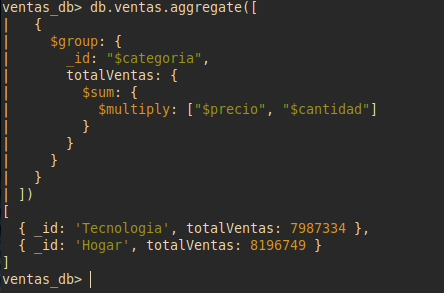 ventas_db> db.ventas.aggregate([
|   {
|     $group: {
|       _id: "$categoria",
|       totalVentas: {
|         $sum: {
|           $multiply: ["$precio", "$cantidad"]
|         }
|       }
|     }
|   }
| ])
[
  { _id: 'Tecnologia', totalVentas: 7987334 },
  { _id: 'Hogar', totalVentas: 8196749 }
]
ventas_db>